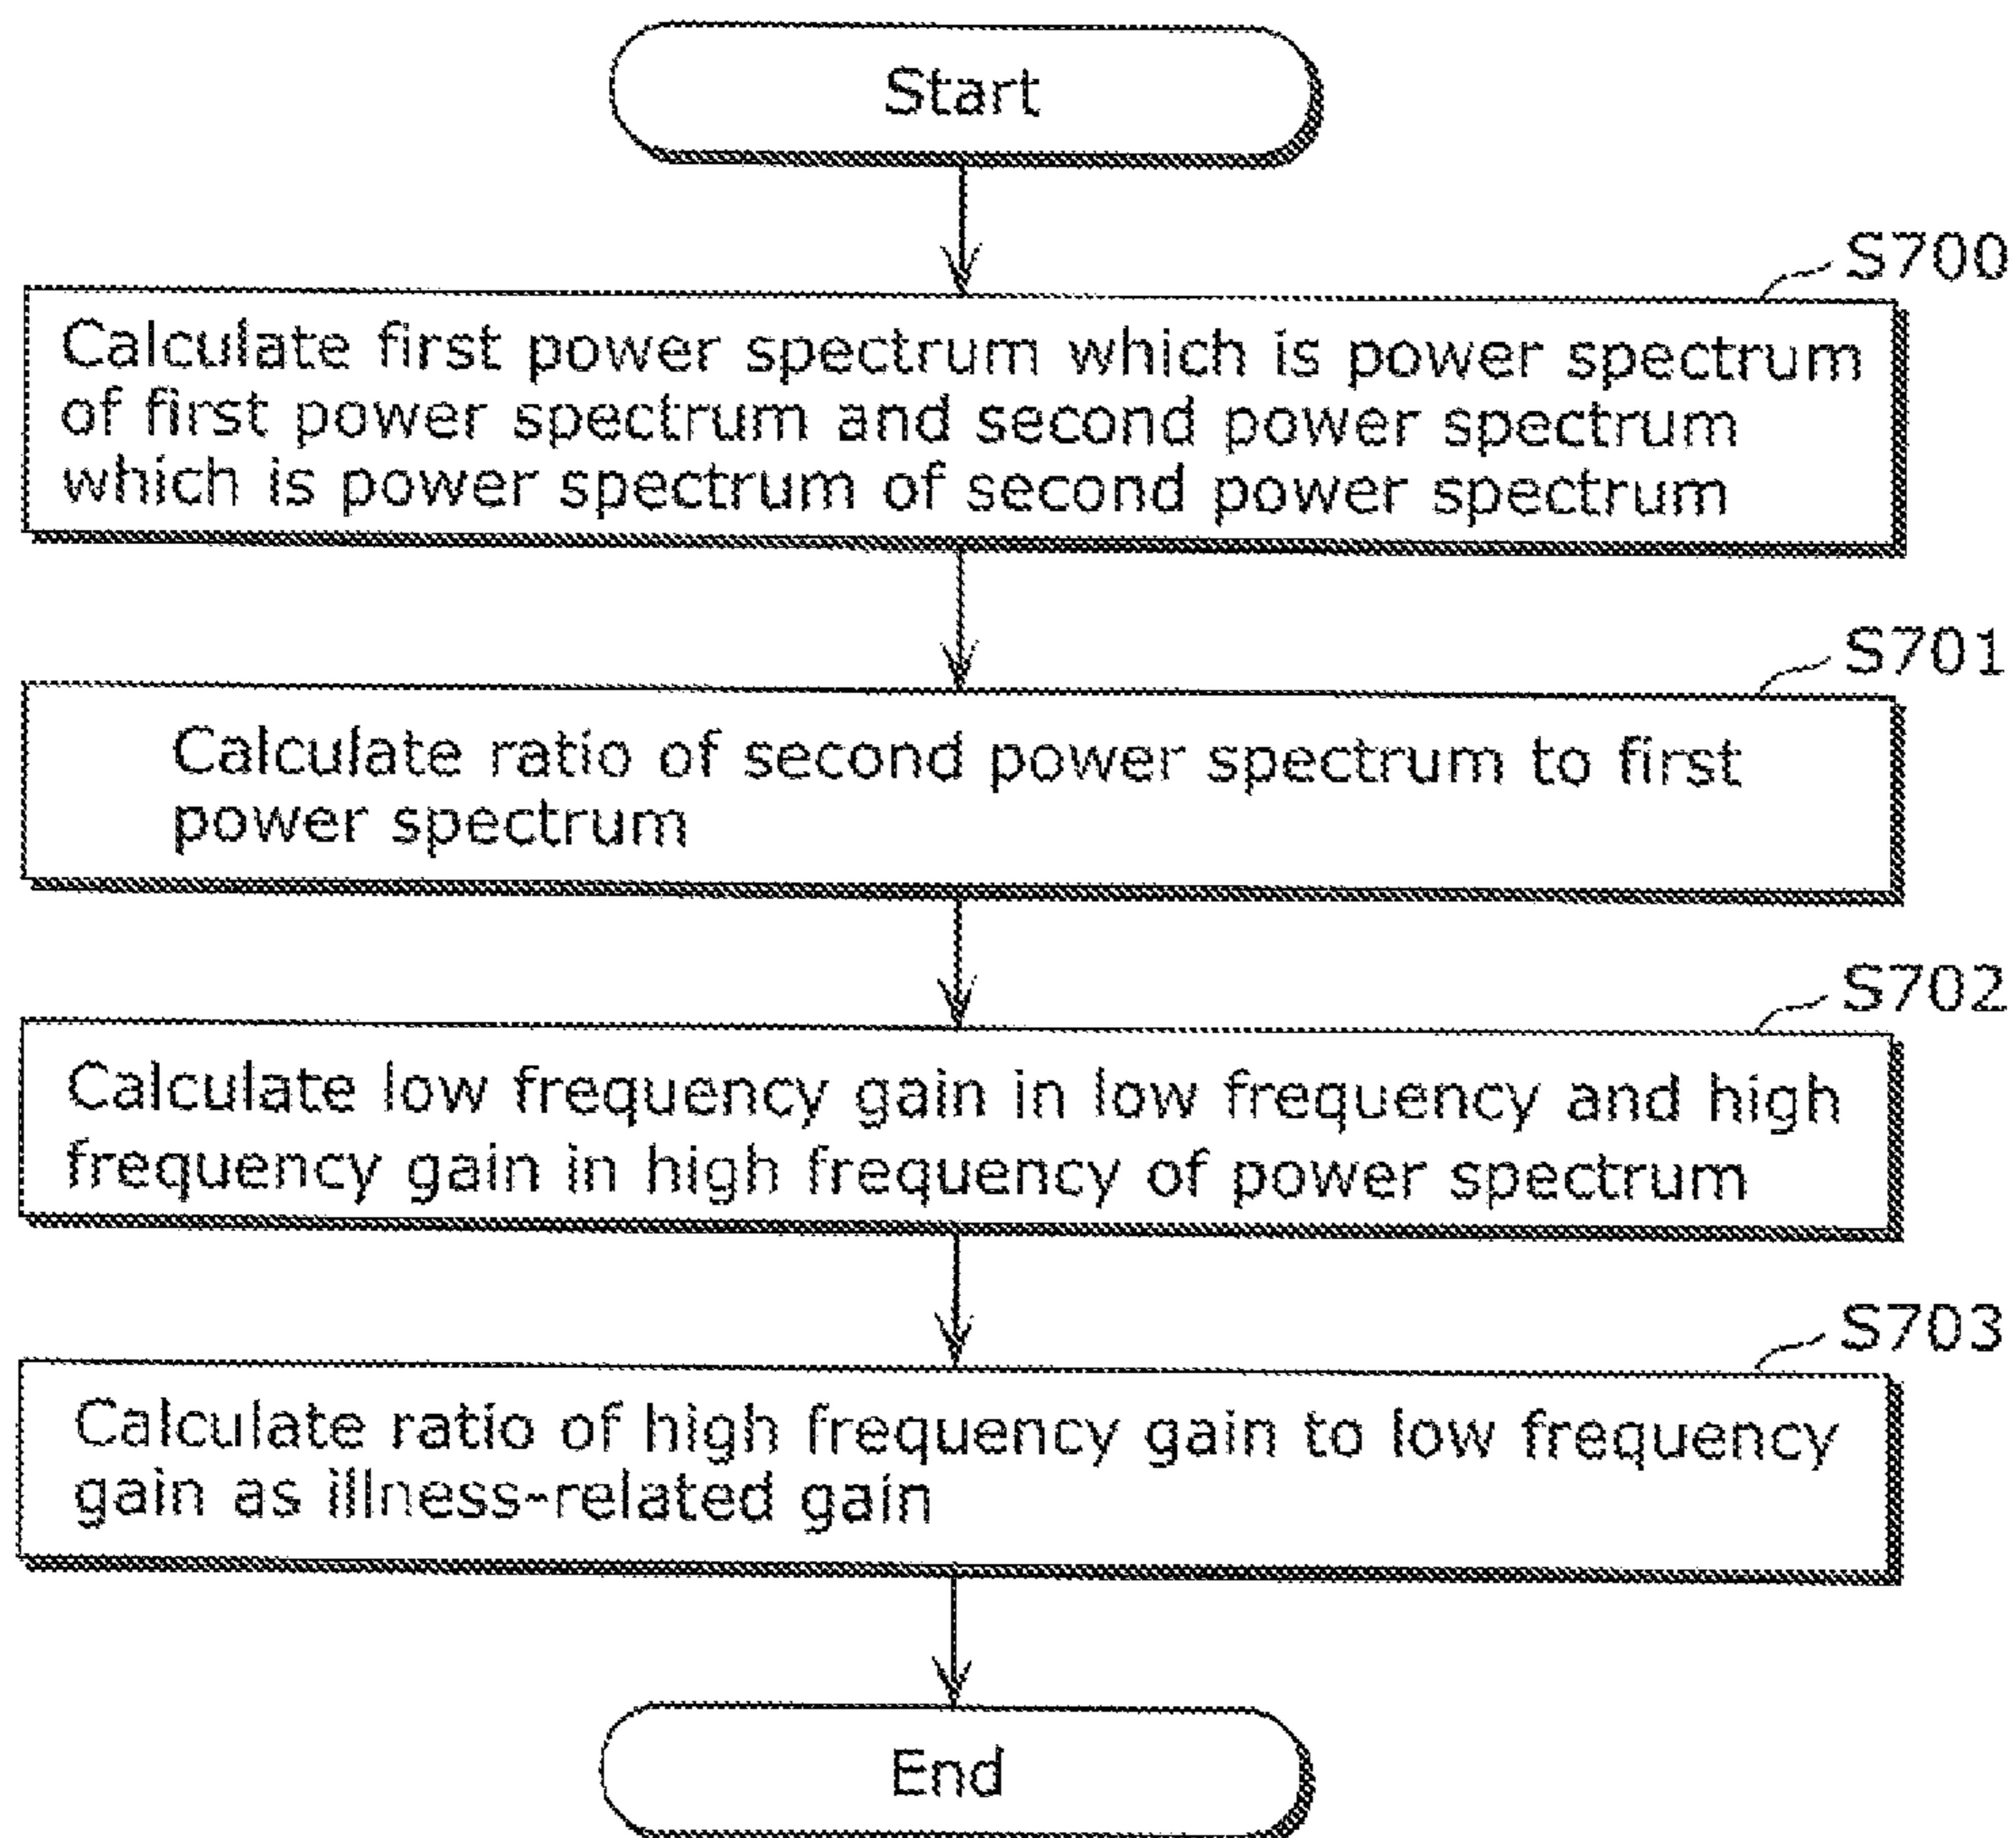 Start
S700
Calculate first power spectrum which is power spectrum
of first power spectrum and second power spectrum
which is power spectrum of second power spectrum
S701
Calculate ratio of second power spectrum to first
power spectrum
S702
Calculate low frequency gain in low frequency and high
frequency gain in high frequency of power spectrum
S703
Calculate ratio of high frequency gain to low frequency
gain as illness-related gain
End